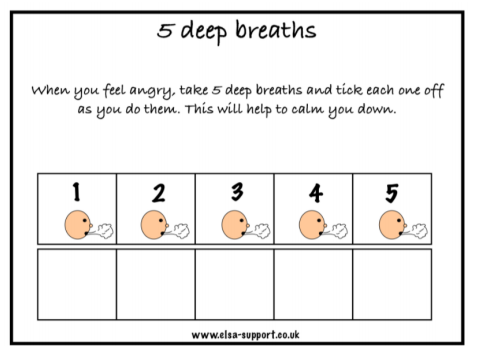 5 deep breaths
When you feel angry, take 5 deep breaths and tick each one off
as you do them. This will help to calm you down.
1 2 3 4 5
www.elsa-support.co.uk